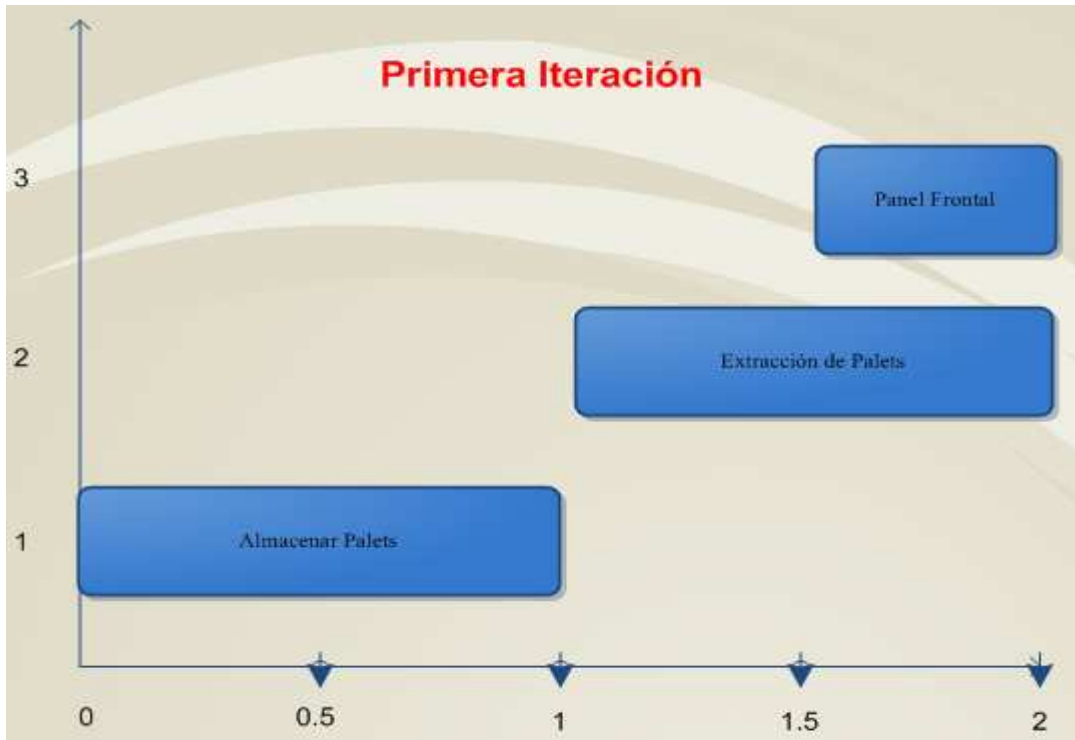 Primera Iteración
3
Panel Frontal
2
Extracción de Palets
1
Almacenar Palets
0 0.5 1 1.5 2